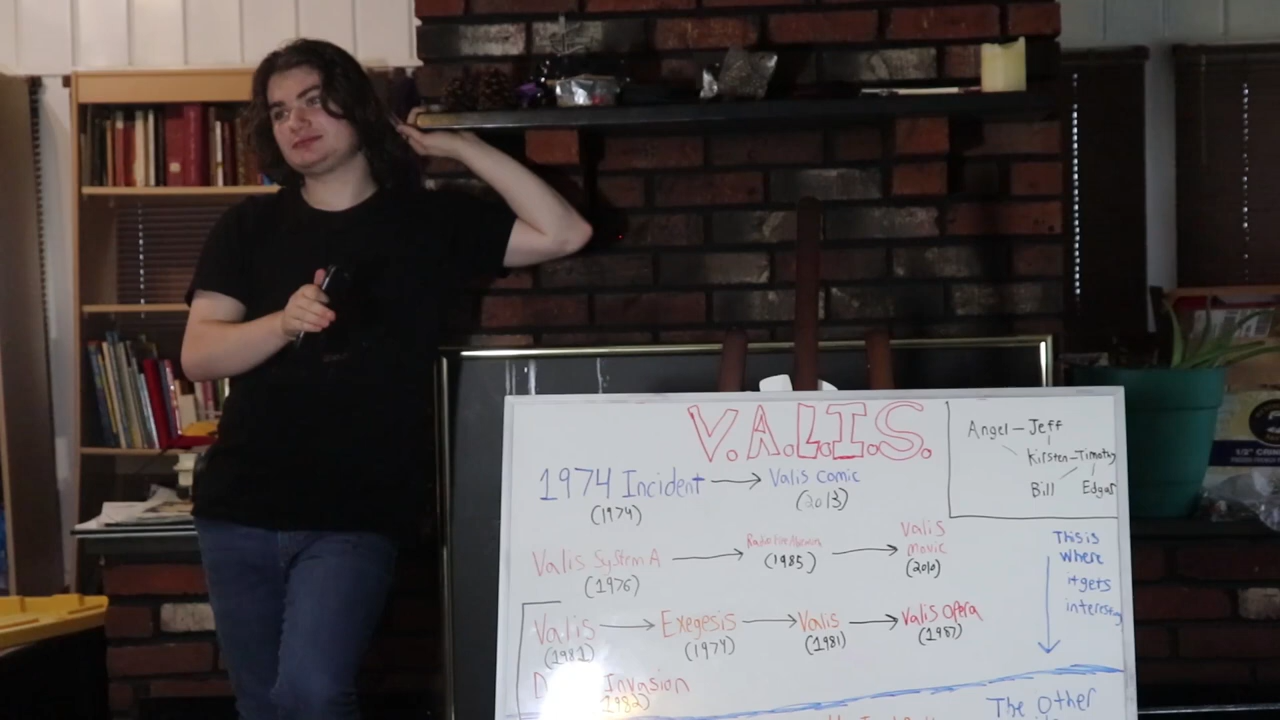 V.A.L.I.S.
1974 Incident → Valis Comic
(1974) (2013)
Valis System A → Radio Free Albemuth → Valis Movie
(1976) (1985) (2010)
Valis → Exegesis → Valis → Valis Opera
(1981) (1974) (1981) (1987)
Invasion
(1982)
Angel — Jeff
Kirsten — Timothy
Bill Edgar
This is
Where
it gets
interesting
The Other